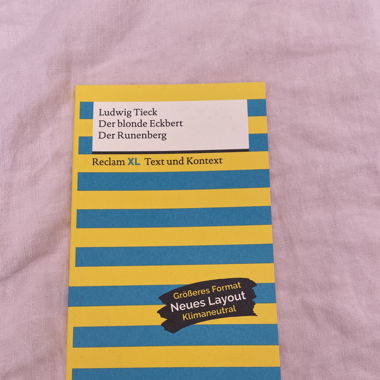 Ludwig Tieck
Der blonde Eckbert
Der Runenberg
Reclam XL Text und Kontext
Größeres Format
Neues Layout
Klimaneutral